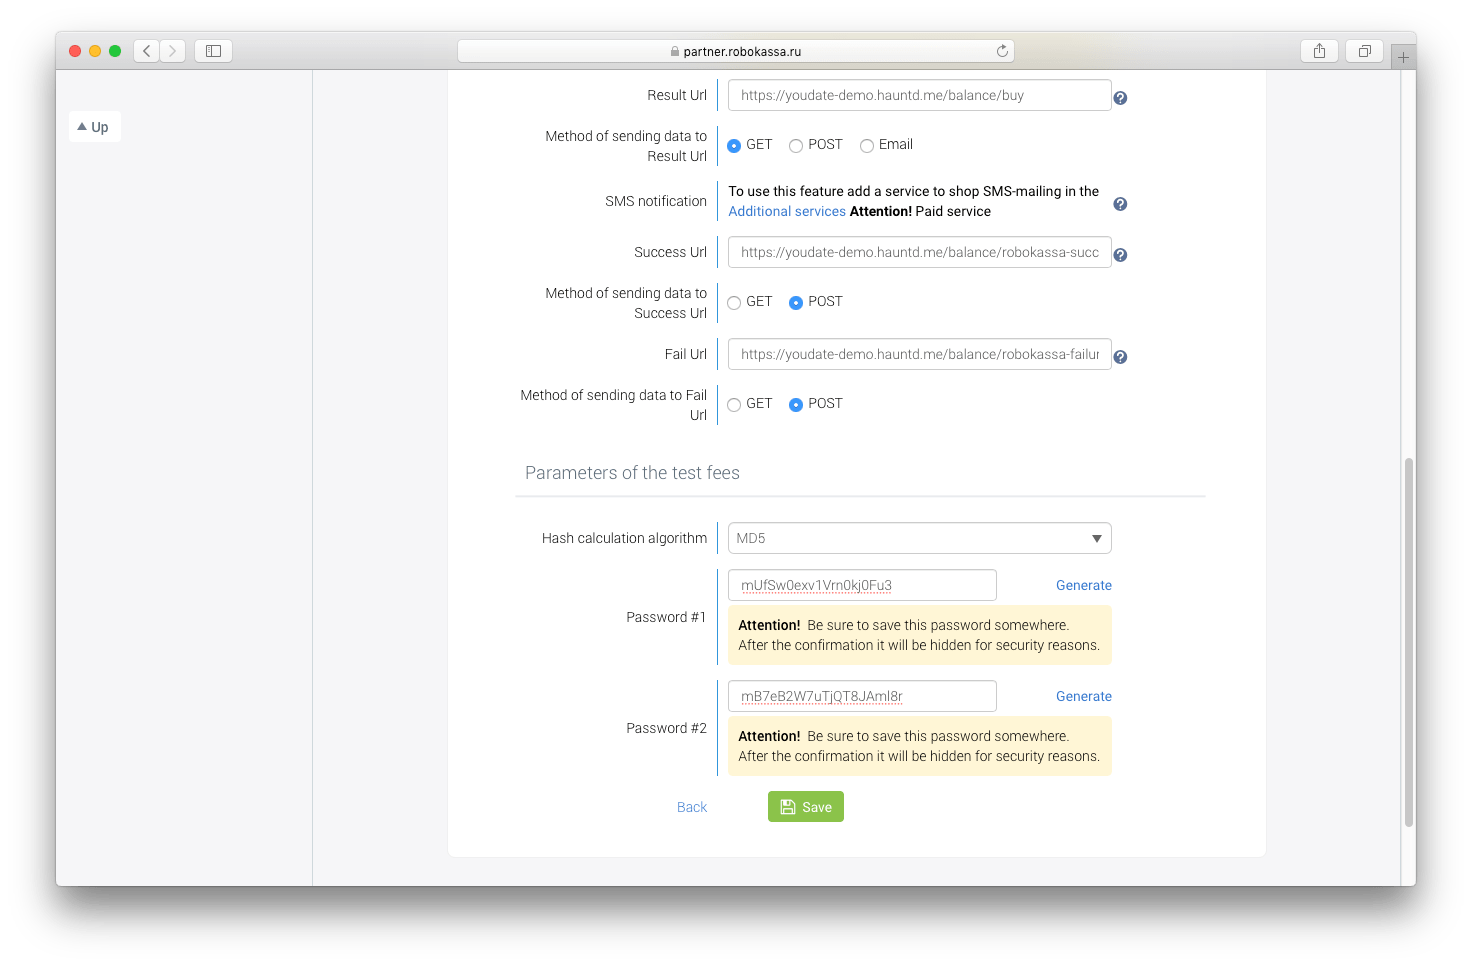 partner.robokassa.ru
Up
Result Url
https://youdate-demo.hauntd.me/balance/buy
Method of sending data to
Result Url
GET POST Email
SMS notification
To use this feature add a service to shop SMS-mailing in the
Additional services Attention! Paid service
Success Url
https://youdate-demo.hauntd.me/balance/robokassa-succ
Method of sending data to
Success Url
GET POST
Fail Url
https://youdate-demo.hauntd.me/balance/robokassa-failur
Method of sending data to Fail
Url
GET POST
Parameters of the test fees
Hash calculation algorithm
MD5
Password #1
mUfSw0exv1Vrn0kj0Fu3
Generate
Attention! Be sure to save this password somewhere.
After the confirmation it will be hidden for security reasons.
Password #2
mB7eB2W7uTjQT8JAml8r
Generate
Attention! Be sure to save this password somewhere.
After the confirmation it will be hidden for security reasons.
Back
Save